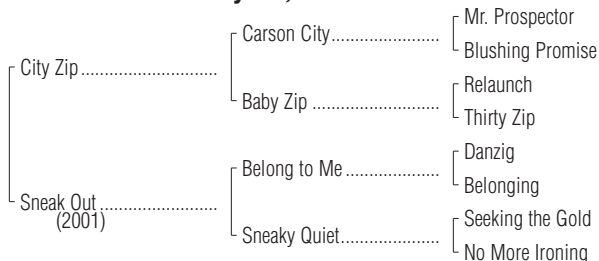 Mr. Prospector
Carson City
Blushing Promise
City Zip
Relaunch
Baby Zip
Thirty Zip
Danzig
Belong to Me
Belonging
Sneak Out
(2001)
Seeking the Gold
Sneaky Quiet
No More Ironing